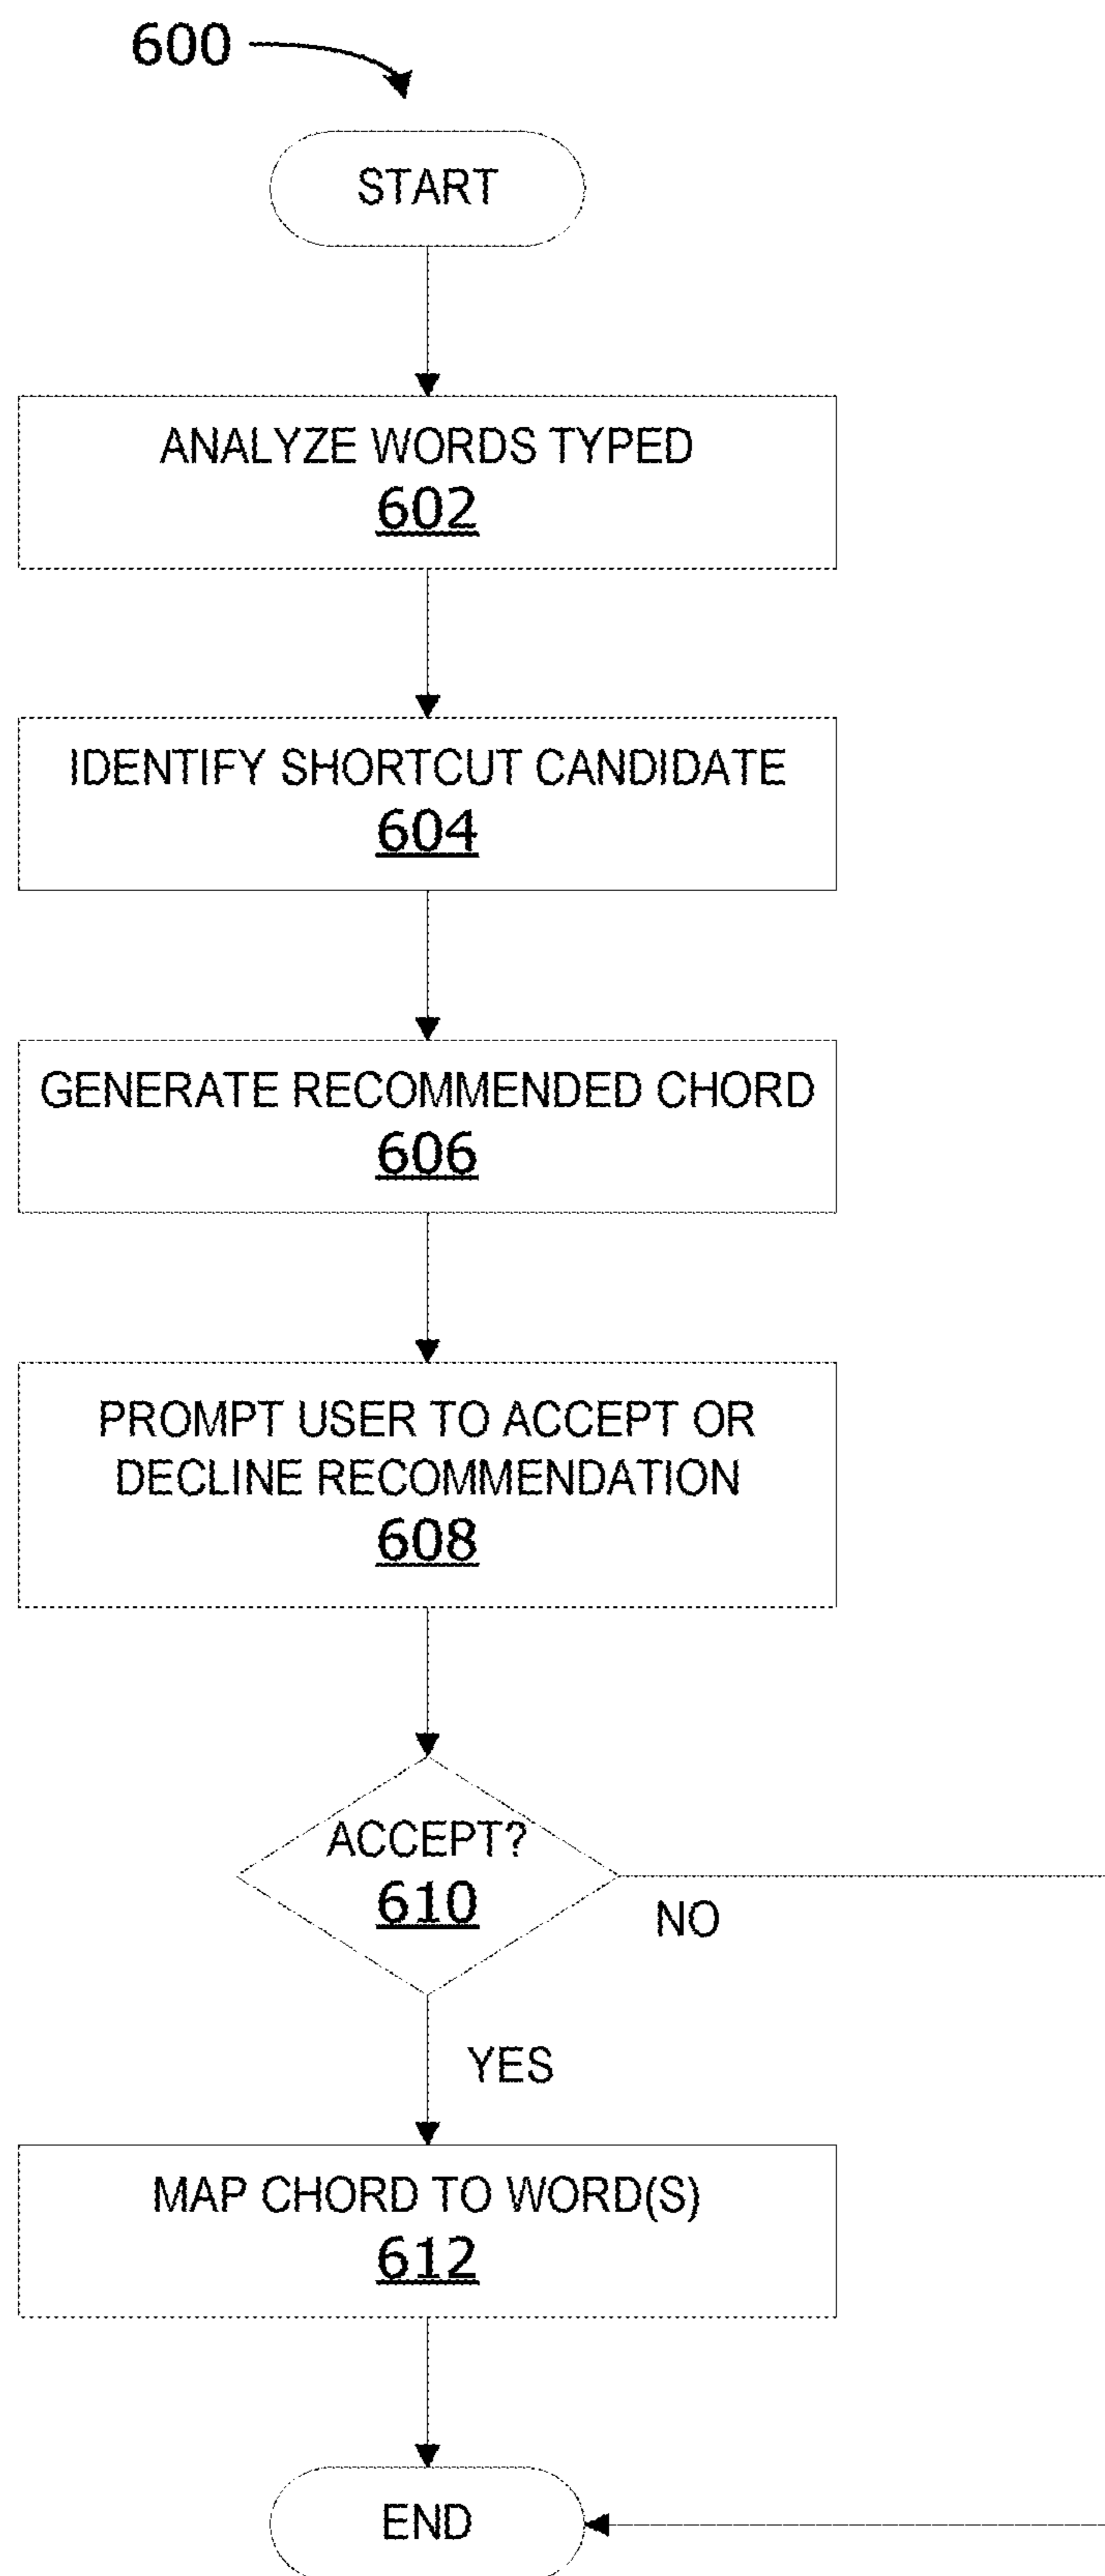 600
START
ANALYZE WORDS TYPED
602
IDENTIFY SHORTCUT CANDIDATE
604
GENERATE RECOMMENDED CHORD
606
PROMPT USER TO ACCEPT OR
DECLINE RECOMMENDATION
608
ACCEPT?
610
NO
YES
MAP CHORD TO WORD(S)
612
END